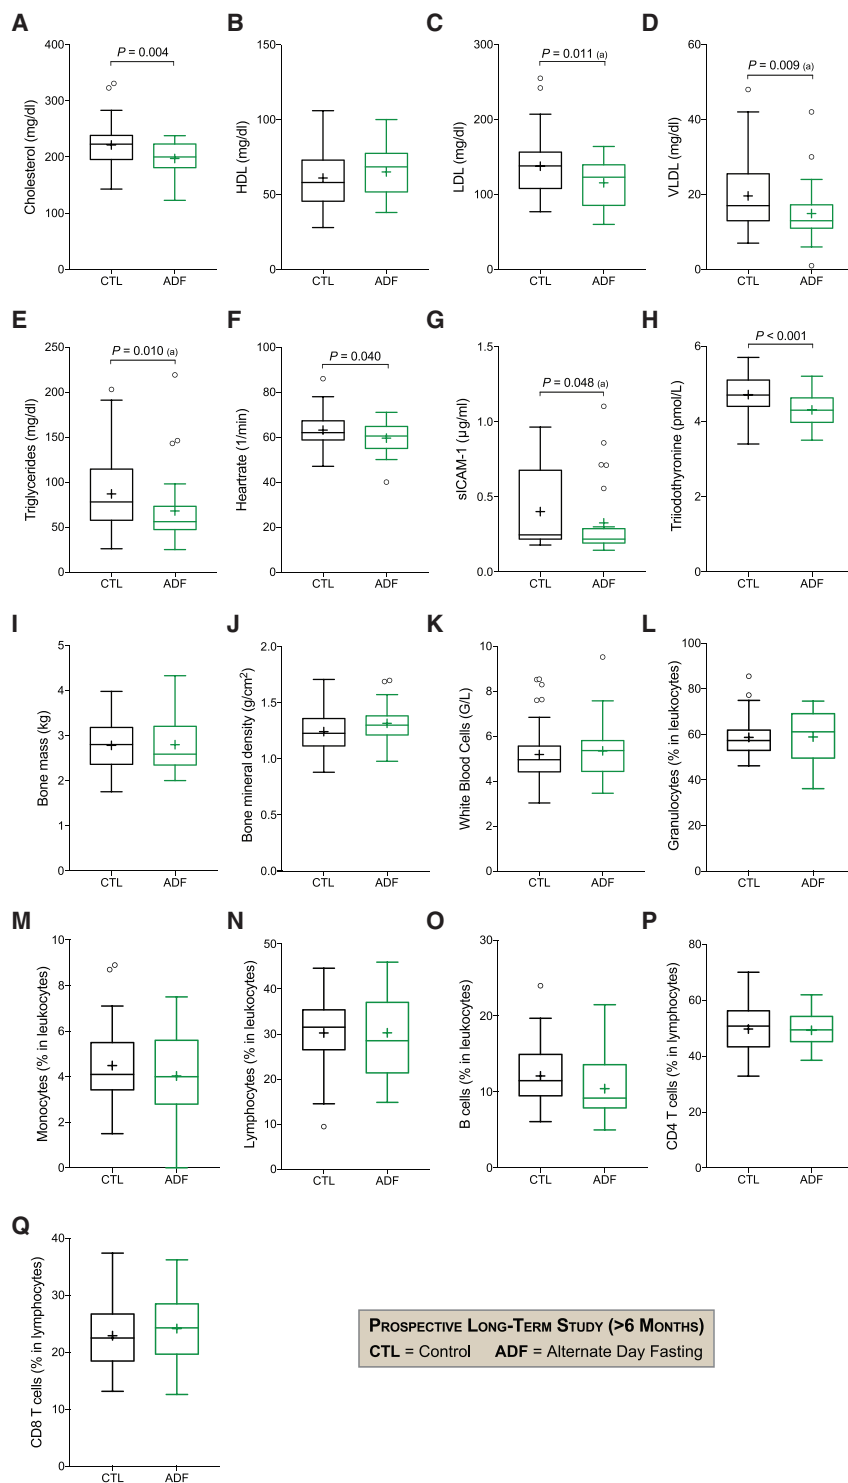 A
Cholesterol (mg/dl)
400
300
200
100
0
P = 0.004
CTL ADF
B
HDL (mg/dl)
150
100
50
0
CTL ADF
C
LDL (mg/dl)
300
200
100
0
P = 0.011 (a)
CTL ADF
D
VLDL (mg/dl)
60
40
20
0
P = 0.009 (a)
CTL ADF
E
Triglycerides (mg/dl)
250
200
150
100
50
0
P = 0.010 (a)
CTL ADF
F
Heartrate (1/min)
100
80
60
40
20
0
P = 0.040
CTL ADF
G
sICAM-1 (µg/ml)
1.5
1.0
0.5
0.0
P = 0.048 (a)
CTL ADF
H
Triiodothyronine (pmol/L)
6
4
2
0
P < 0.001
CTL ADF
I
Bone mass (kg)
5
4
3
2
1
0
CTL ADF
J
Bone mineral density (g/cm²)
2.0
1.5
1.0
0.5
0.0
CTL ADF
K
White Blood Cells (G/L)
10
8
6
4
2
0
CTL ADF
L
Granulocytes (% in leukocytes)
100
80
60
40
20
0
CTL ADF
M
Monocytes (% in leukocytes)
10
8
6
4
2
0
CTL ADF
N
Lymphocytes (% in leukocytes)
50
40
30
20
10
0
CTL ADF
O
B cells (% in leukocytes)
30
20
10
0
CTL ADF
P
CD4 T cells (% in lymphocytes)
80
60
40
20
0
CTL ADF
Q
CD8 T cells (% in lymphocytes)
40
30
20
10
0
CTL ADF
PROSPECTIVE LONG-TERM STUDY (>6 MONTHS)
CTL = Control ADF = Alternate Day Fasting